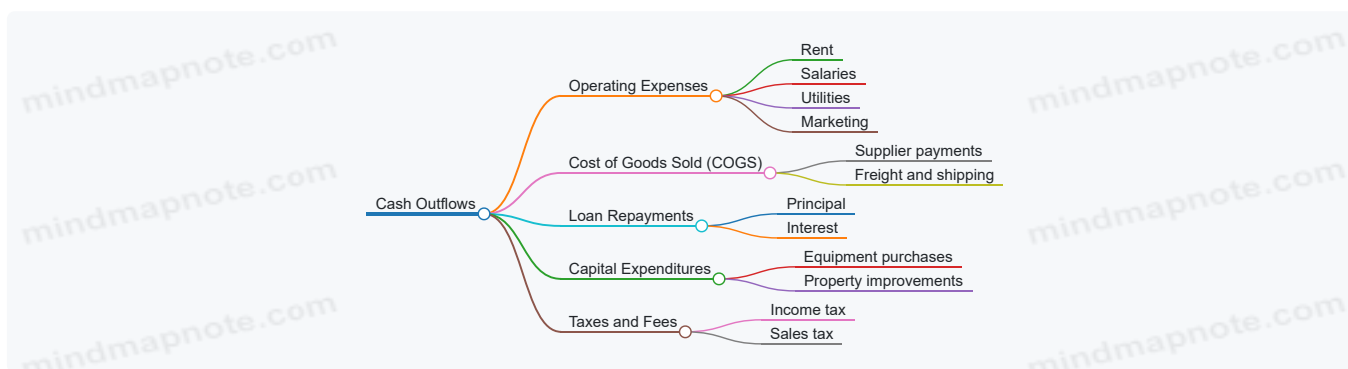 Cash Outflows
Operating Expenses
Rent
Salaries
Utilities
Marketing
Cost of Goods Sold (COGS)
Supplier payments
Freight and shipping
Loan Repayments
Principal
Interest
Capital Expenditures
Equipment purchases
Property improvements
Taxes and Fees
Income tax
Sales tax
mindmapnote.com
mindmapnote.com
mindmapnote.com
mindmapnote.com
mindmapnote.com
mindmapnote.com